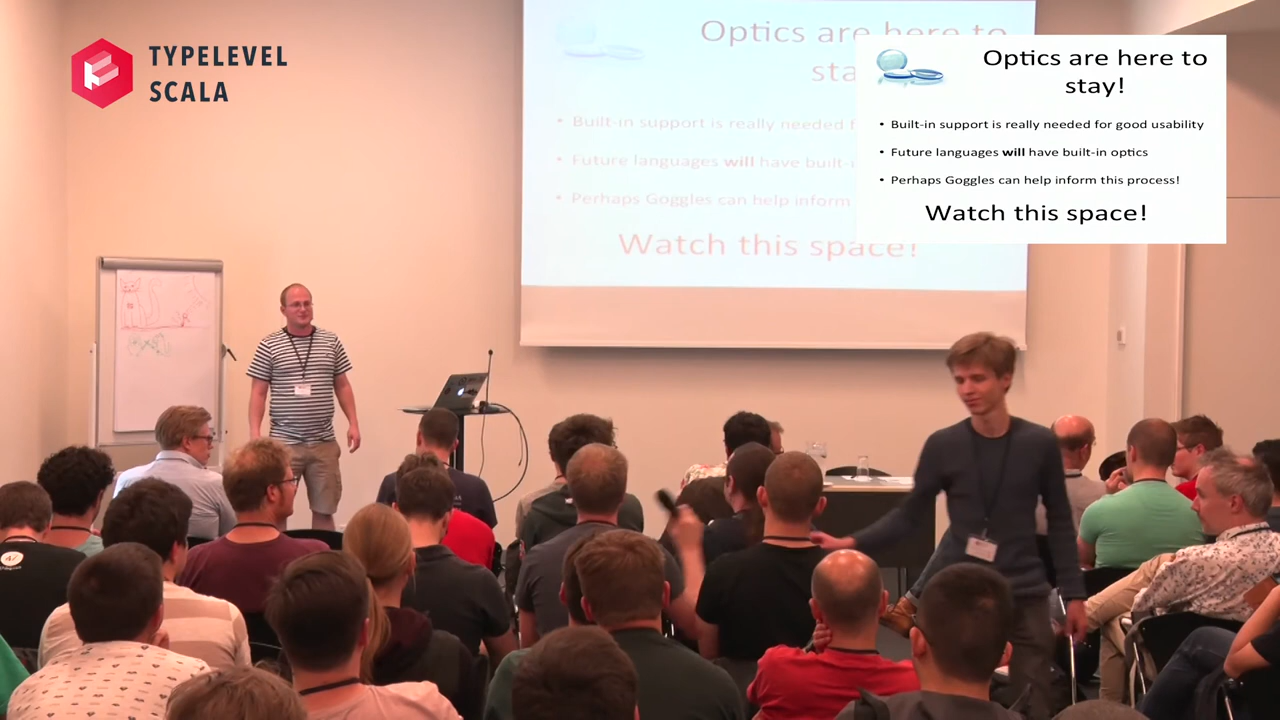 TYPELEVEL
SCALA
Optics are here to
sta
• Built-in support is really needed f
• Future languages will have built-i
• Perhaps Goggles can help inform
Watch this space!
Optics are here to
stay!
• Built-in support is really needed for good usability
• Future languages will have built-in optics
• Perhaps Goggles can help inform this process!
Watch this space!